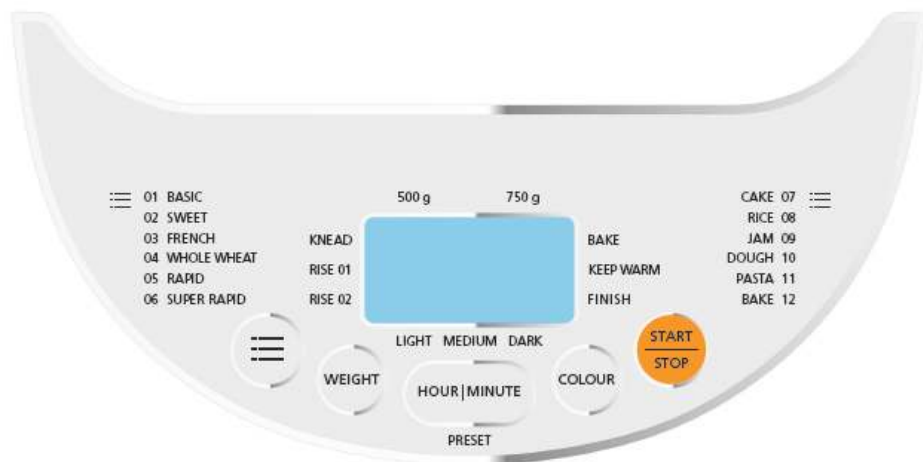 500 g 750 g
01 BASIC
02 SWEET
03 FRENCH
04 WHOLE WHEAT
05 RAPID
06 SUPER RAPID
KNEAD
RISE 01
RISE 02
BAKE
KEEP WARM
FINISH
CAKE 07
RICE 08
JAM 09
DOUGH 10
PASTA 11
BAKE 12
LIGHT MEDIUM DARK
WEIGHT
HOUR|MINUTE
COLOUR
START
STOP
PRESET